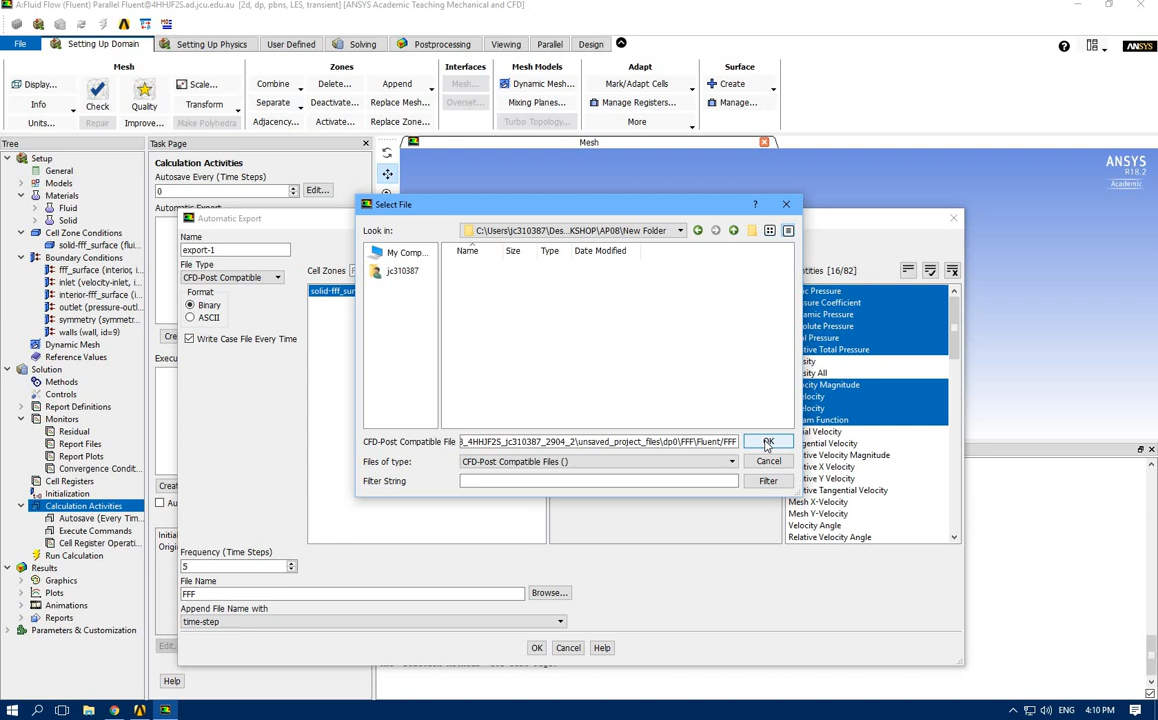 A:Fluid Flow (Fluent) Parallel Fluent@4HHJF2S.ad.jcu.edu.au [2d, dp, pbns, LES, transient] [ANSYS Academic Teaching Mechanical and CFD]
File
Setting Up Domain
Setting Up Physics
User Defined
Solving
Postprocessing
Viewing
Parallel
Design
ANSYS
Mesh
Zones
Interfaces
Mesh Models
Adapt
Surface
Display...
Info
Units...
Check
Repair
Quality
Improve...
Scale...
Transform
Make Polyhedra
Combine
Separate
Adjacency...
Delete...
Deactivate...
Activate...
Append
Replace Mesh...
Replace Zone...
Mesh...
Overset...
Dynamic Mesh...
Mixing Planes...
Turbo Topology...
Mark/Adapt Cells
Manage Registers...
More
Create
Manage...
Tree
Setup
General
Models
Materials
Fluid
Solid
Cell Zone Conditions
solid-fff_surface (flui...
Boundary Conditions
fff_surface (interior, i...
inlet (velocity-inlet, i...
interior-fff_surface (i...
outlet (pressure-outl...
symmetry (symmetr...
walls (wall, id=9)
Dynamic Mesh
Reference Values
Solution
Methods
Controls
Report Definitions
Monitors
Residual
Report Files
Report Plots
Convergence Condit...
Cell Registers
Initialization
Calculation Activities
Autosave (Every Tim...
Execute Commands
Cell Register Operati...
Run Calculation
Results
Graphics
Plots
Animations
Reports
Parameters & Customization
Task Page
Calculation Activities
Autosave Every (Time Steps)
0
Edit...
Automatic Export
Execu
Help
Mesh
ANSYS
R18.2
Academic
Automatic Export
Name
export-1
File Type
CFD-Post Compatible
Format
Binary
ASCII
Write Case File Every Time
Cell Zones
solid-fff_sur
Frequency (Time Steps)
5
File Name
FFF
Browse...
Append File Name with
time-step
OK
Cancel
Help
ntities [16/82]
ic Pressure
sure Coefficient
amic Pressure
olute Pressure
l Pressure
tive Total Pressure
sity
sity All
city Magnitude
elocity
elocity
am Function
ial Velocity
gential Velocity
tive Velocity Magnitude
tive X Velocity
tive Y Velocity
tive Tangential Velocity
Mesh X-Velocity
Mesh Y-Velocity
Velocity Angle
Relative Velocity Angle
Select File
Look in:
C:\Users\jc310387\Des...KSHOP\AP08\New Folder
My Comp...
jc310387
Name
Size
Type
Date Modified
CFD-Post Compatible File
3_4HHJF2S_jc310387_2904_2\unsaved_project_files\dp0\FFF\Fluent/FFF
OK
Files of type:
CFD-Post Compatible Files ()
Cancel
Filter String
Filter
ENG
4:10 PM